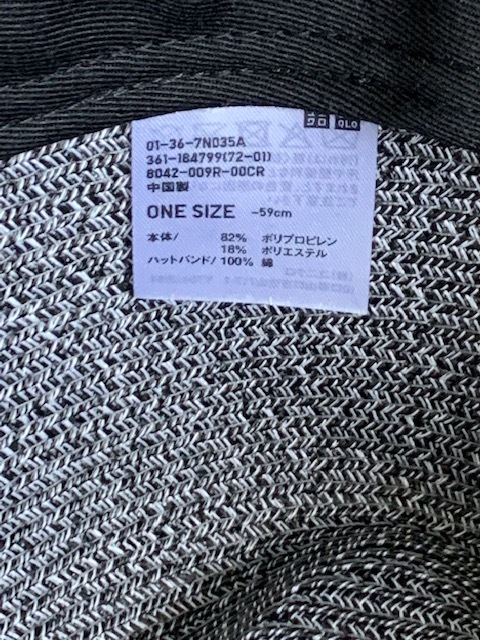 UNI
QLO
01-36-7N035A
361-184799(72-01)
8042-009R-00CR
中国製
ONE SIZE -59cm
本体/ 82% ポリプロピレン
18% ポリエステル
ハットバンド/ 100% 綿